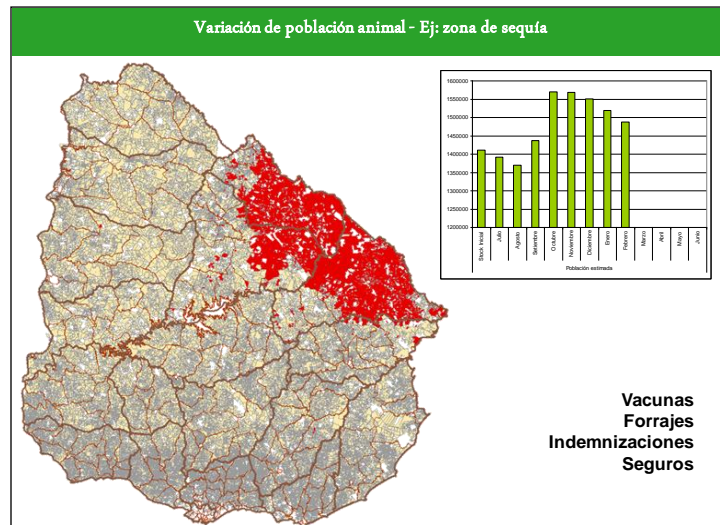 Variación de población animal - Ej: zona de sequía
1600000
1550000
1500000
1450000
1400000
1350000
1300000
1250000
1200000
Stock Inicial
Julio
Agosto
Setiembre
Octubre
Noviembre
Diciembre
Enero
Febrero
Marzo
Abril
Mayo
Junio
Población estimada
Vacunas
Forrajes
Indemnizaciones
Seguros